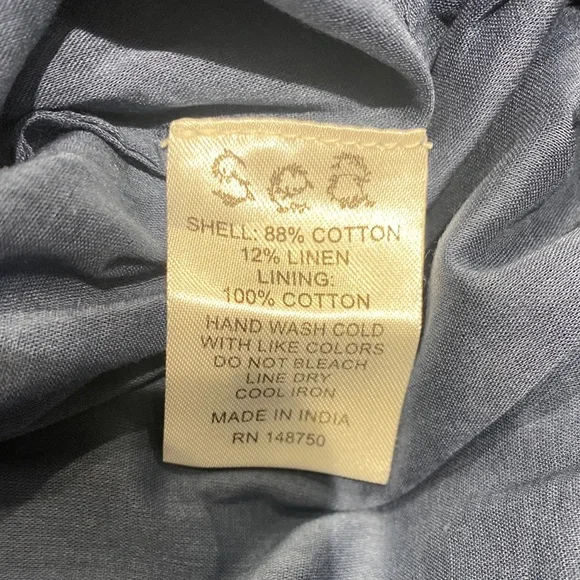 Sea
SHELL: 88% COTTON
12% LINEN
LINING:
100% COTTON
HAND WASH COLD
WITH LIKE COLORS
DO NOT BLEACH
LINE DRY
COOL IRON
MADE IN INDIA
RN 148750